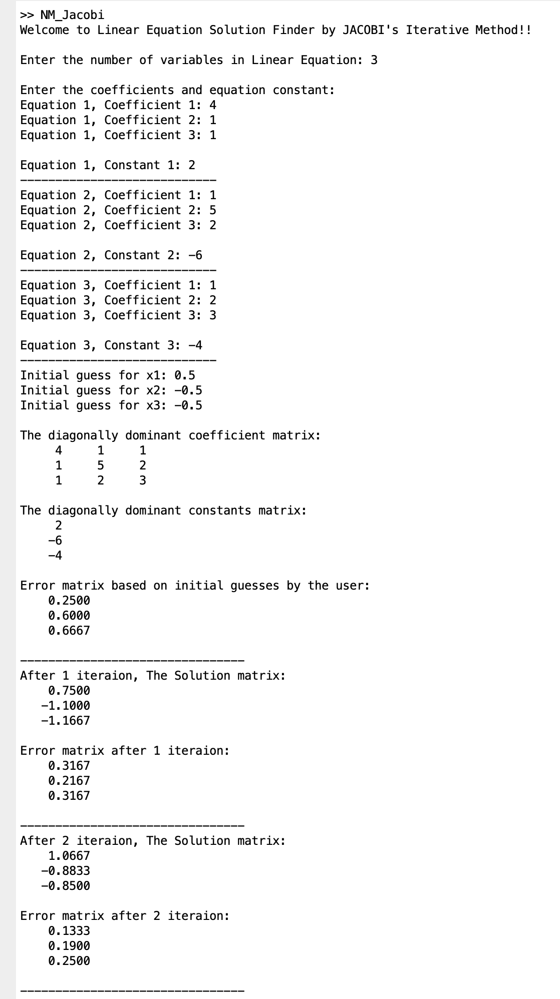 >> NM_Jacobi
Welcome to Linear Equation Solution Finder by JACOBI's Iterative Method!!
Enter the number of variables in Linear Equation: 3
Enter the coefficients and equation constant:
Equation 1, Coefficient 1: 4
Equation 1, Coefficient 2: 1
Equation 1, Coefficient 3: 1
Equation 1, Constant 1: 2
----------------------------
Equation 2, Coefficient 1: 1
Equation 2, Coefficient 2: 5
Equation 2, Coefficient 3: 2
Equation 2, Constant 2: -6
----------------------------
Equation 3, Coefficient 1: 1
Equation 3, Coefficient 2: 2
Equation 3, Coefficient 3: 3
Equation 3, Constant 3: -4
----------------------------
Initial guess for x1: 0.5
Initial guess for x2: -0.5
Initial guess for x3: -0.5
The diagonally dominant coefficient matrix:
4 1 1
1 5 2
1 2 3
The diagonally dominant constants matrix:
2
-6
-4
Error matrix based on initial guesses by the user:
0.2500
0.6000
0.6667
--------------------------------
After 1 iteraion, The Solution matrix:
0.7500
-1.1000
-1.1667
Error matrix after 1 iteraion:
0.3167
0.2167
0.3167
--------------------------------
After 2 iteraion, The Solution matrix:
1.0667
-0.8833
-0.8500
Error matrix after 2 iteraion:
0.1333
0.1900
0.2500
--------------------------------